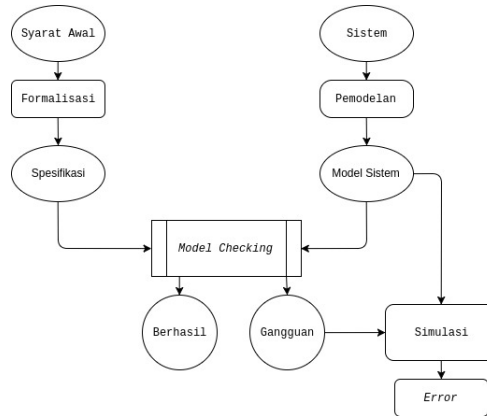 Syarat Awal
Sistem
Formalisasi
Pemodelan
Spesifikasi
Model Sistem
Model Checking
Berhasil
Gangguan
Simulasi
Error